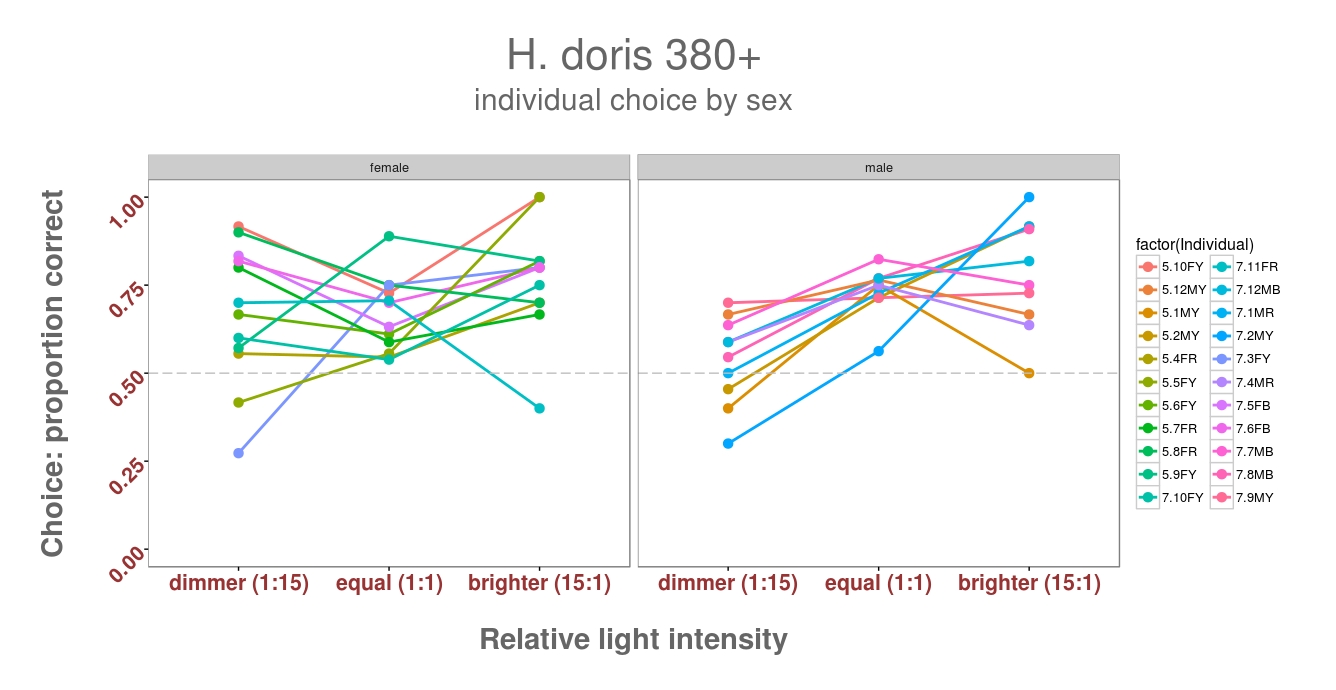 H. doris 380+
individual choice by sex
female
male
Choice: proportion correct
1.00
0.75
0.50
0.25
0.00
dimmer (1:15) equal (1:1) brighter (15:1)
dimmer (1:15) equal (1:1) brighter (15:1)
Relative light intensity
factor(Individual)
5.10FY 7.11FR
5.12MY 7.12MB
5.1MY 7.1MR
5.2MY 7.2MY
5.4FR 7.3FY
5.5FY 7.4MR
5.6FY 7.5FB
5.7FR 7.6FB
5.8FR 7.7MB
5.9FY 7.8MB
7.10FY 7.9MY